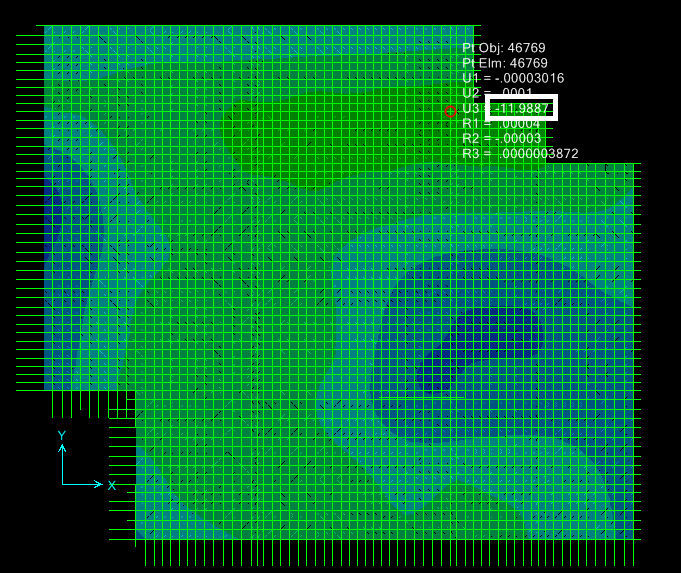 Pt Obj: 46769
Pt Elm: 46769
U1 = -.00003016
U2 = .0001
U3 = -11.9887
R1 = .00004
R2 = -.00003
R3 = .0000003872
Y
X